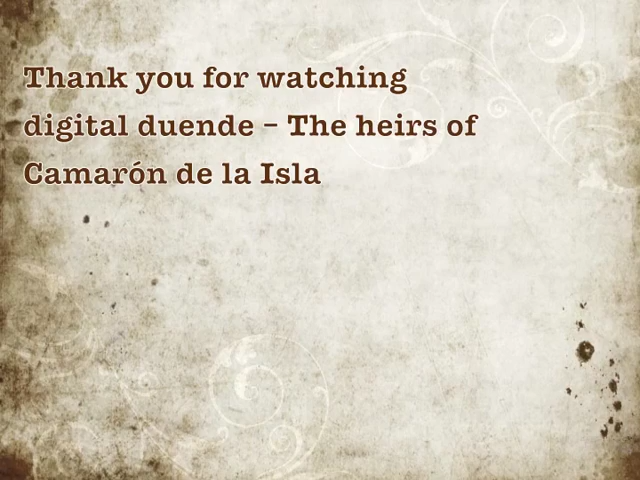 Thank you for watching
digital duende – The heirs of
Camarón de la Isla